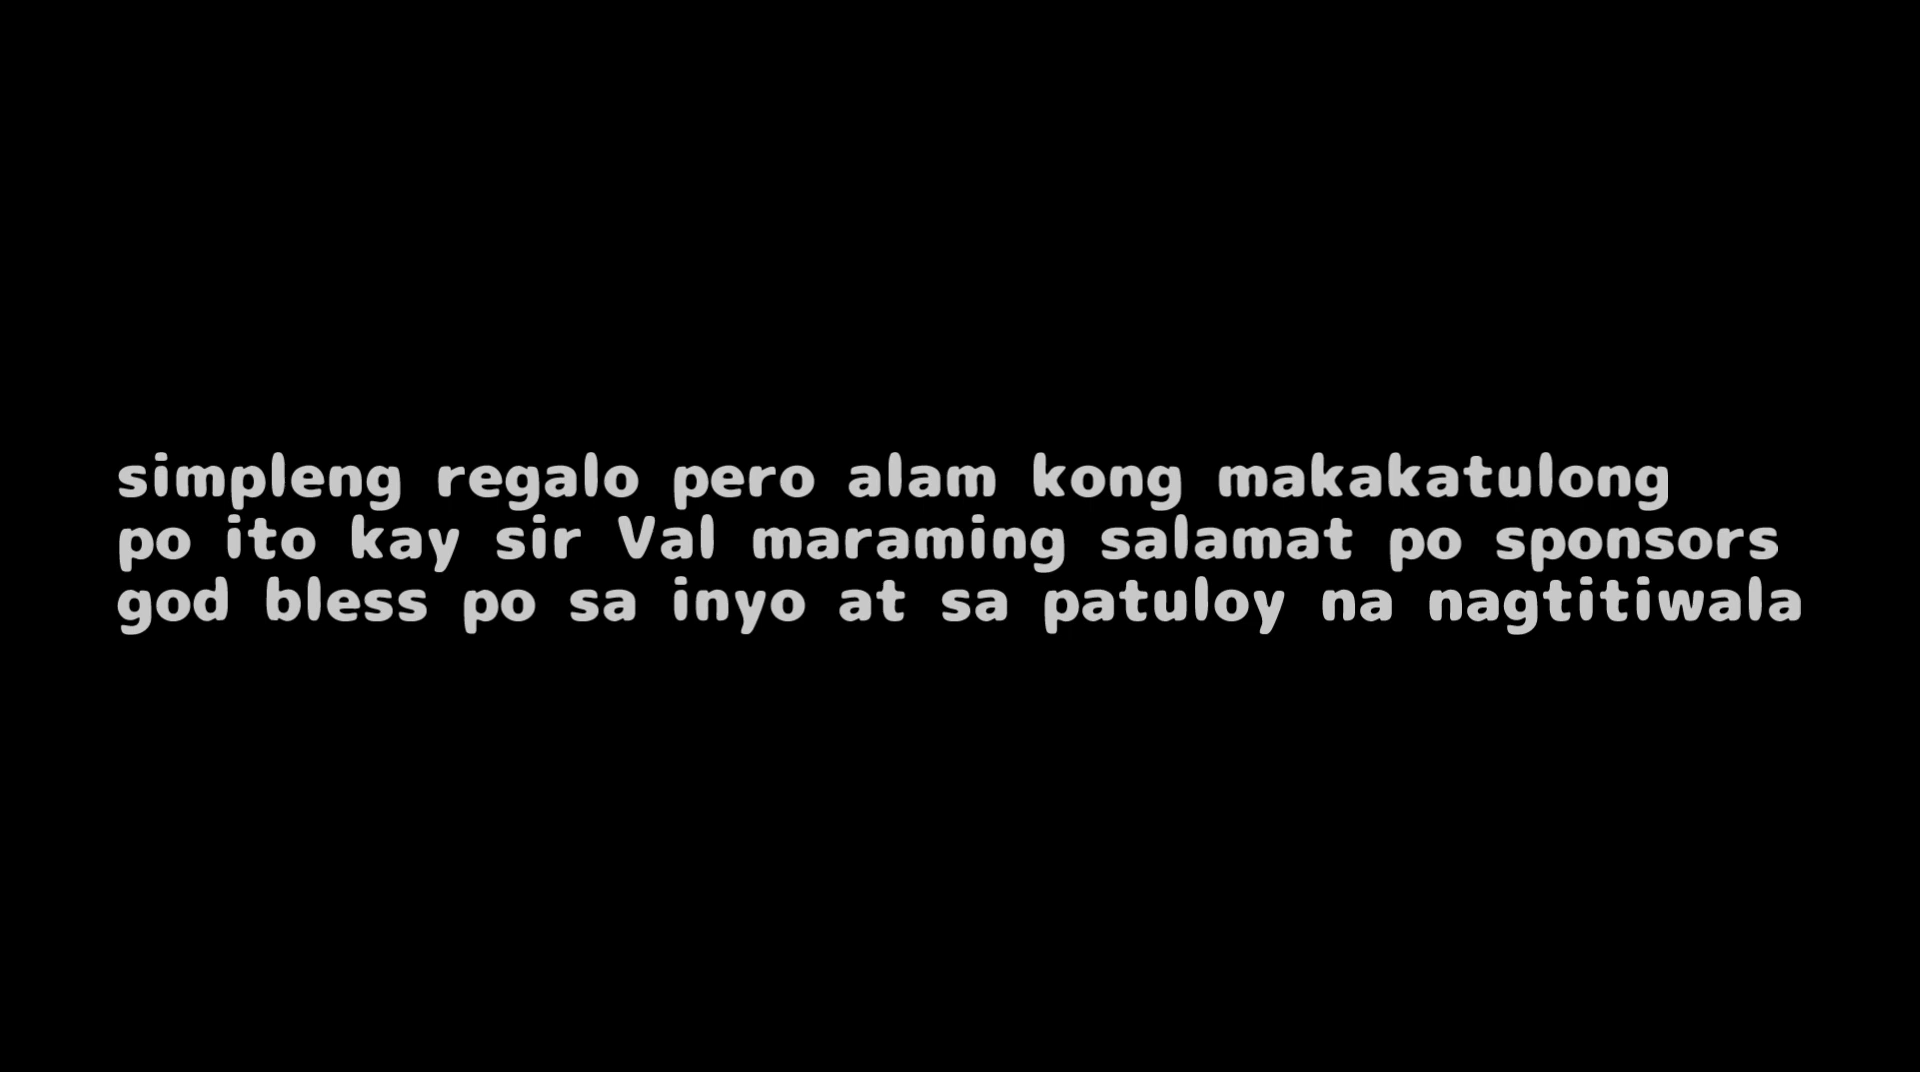 simpleng regalo pero alam kong makakatulong
po ito kay sir Val maraming salamat po sponsors
god bless po sa inyo at sa patuloy na nagtitiwala